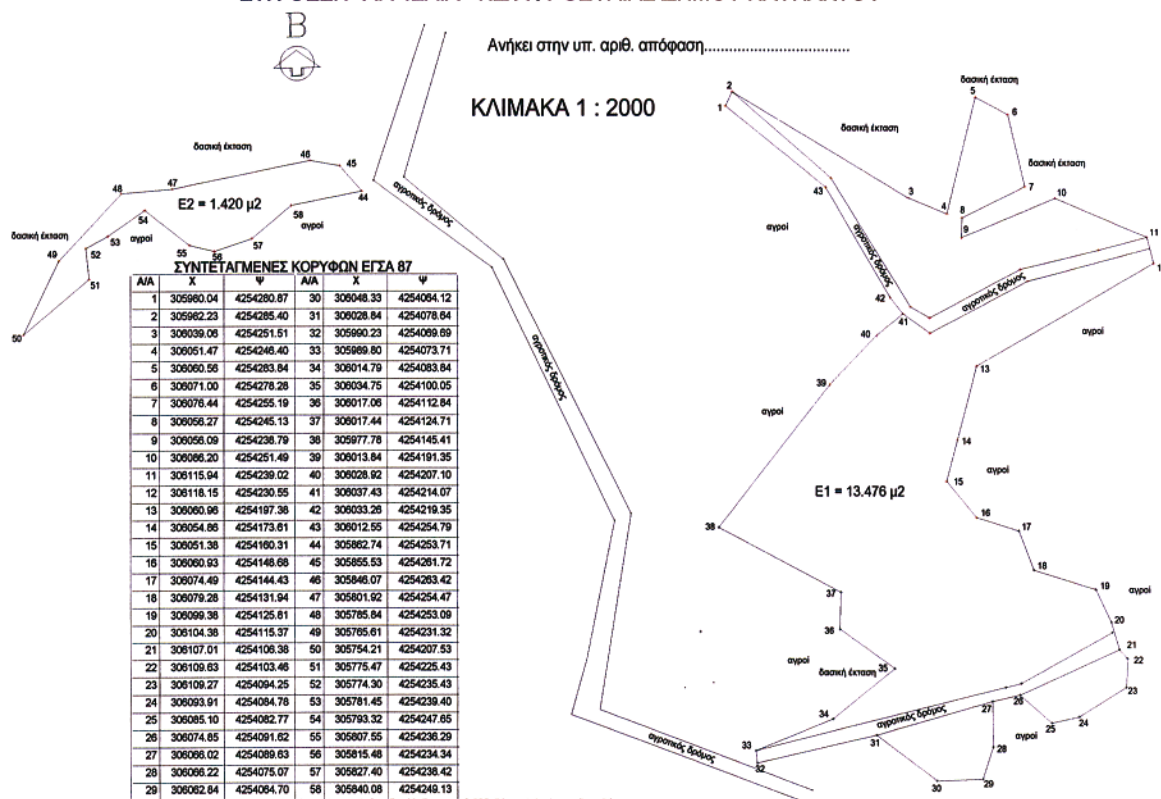 Β
Ανήκει στην υπ. αριθ. απόφαση...................................
ΚΛΙΜΑΚΑ 1 : 2000
δασική έκταση
δασική έκταση
δασική έκταση
δασική έκταση
δασική έκταση
δασική έκταση
E2 = 1.420 μ2
E1 = 13.476 μ2
αγροί
αγροί
αγροί
αγροί
αγροί
αγροί
αγροί
αγροί
αγροί
αγροί
αγροτικός δρόμος
αγροτικός δρόμος
αγροτικός δρόμος
αγροτικός δρόμος
αγροτικός δρόμος
αγροτικός δρόμος
ΣΥΝΤΕΤΑΓΜΕΝΕΣ ΚΟΡΥΦΩΝ ΕΓΣΑ 87
Α/Α Χ Ψ Α/Α Χ Ψ
1 305960.04 4254280.87 30 306048.33 4254064.12
2 305962.23 4254285.40 31 306028.84 4254078.64
3 306039.06 4254251.51 32 305990.23 4254069.69
4 306051.47 4254246.40 33 305989.80 4254073.71
5 306060.56 4254283.84 34 306014.79 4254083.84
6 306071.00 4254278.28 35 306034.75 4254100.05
7 306076.44 4254255.19 36 306017.06 4254112.84
8 306056.27 4254245.13 37 306017.44 4254124.71
9 306056.09 4254238.79 38 305977.78 4254145.41
10 306086.20 4254251.49 39 306013.84 4254191.35
11 306115.94 4254239.02 40 306028.92 4254207.10
12 306118.15 4254230.55 41 306037.43 4254214.07
13 306060.96 4254197.38 42 306033.26 4254219.35
14 306054.86 4254173.61 43 306012.55 4254254.79
15 306051.38 4254160.31 44 305862.74 4254253.71
16 306060.93 4254148.68 45 305855.53 4254261.72
17 306074.49 4254144.43 46 305846.07 4254263.42
18 306079.28 4254131.94 47 305801.92 4254254.47
19 306099.38 4254125.81 48 305785.84 4254253.09
20 306104.38 4254115.37 49 305765.61 4254231.32
21 306107.01 4254106.38 50 305754.21 4254207.53
22 306109.63 4254103.46 51 305775.47 4254225.43
23 306109.27 4254094.25 52 305774.30 4254235.43
24 306093.91 4254084.78 53 305781.45 4254239.40
25 306085.10 4254082.77 54 305793.32 4254247.65
26 306074.85 4254091.62 55 305807.55 4254236.29
27 306066.02 4254089.63 56 305815.48 4254234.34
28 306066.22 4254075.07 57 305827.40 4254238.42
29 306062.84 4254064.70 58 305840.08 4254249.13